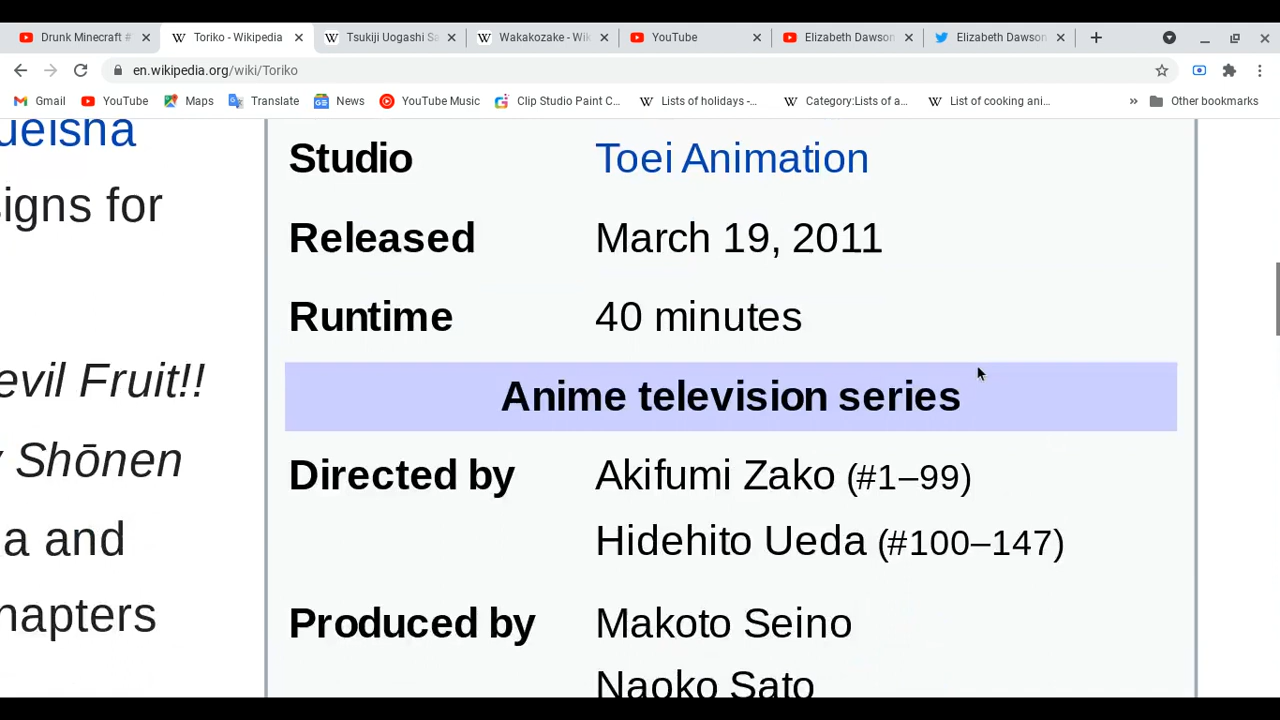 Drunk Minecraft #
Toriko - Wikipedia
Tsukiji Uogashi Sa
Wakakozake - Wik
YouTube
Elizabeth Dawson
Elizabeth Dawson
en.wikipedia.org/wiki/Toriko
Gmail
YouTube
Maps
Translate
News
YouTube Music
Clip Studio Paint C...
Lists of holidays -...
Category:Lists of a...
List of cooking ani...
»
Other bookmarks
ueisha
signs for
evil Fruit!!
y Shōnen
a and
hapters
Studio Toei Animation
Released March 19, 2011
Runtime 40 minutes
Anime television series
Directed by Akifumi Zako (#1–99)
Hidehito Ueda (#100–147)
Produced by Makoto Seino
Naoko Sato